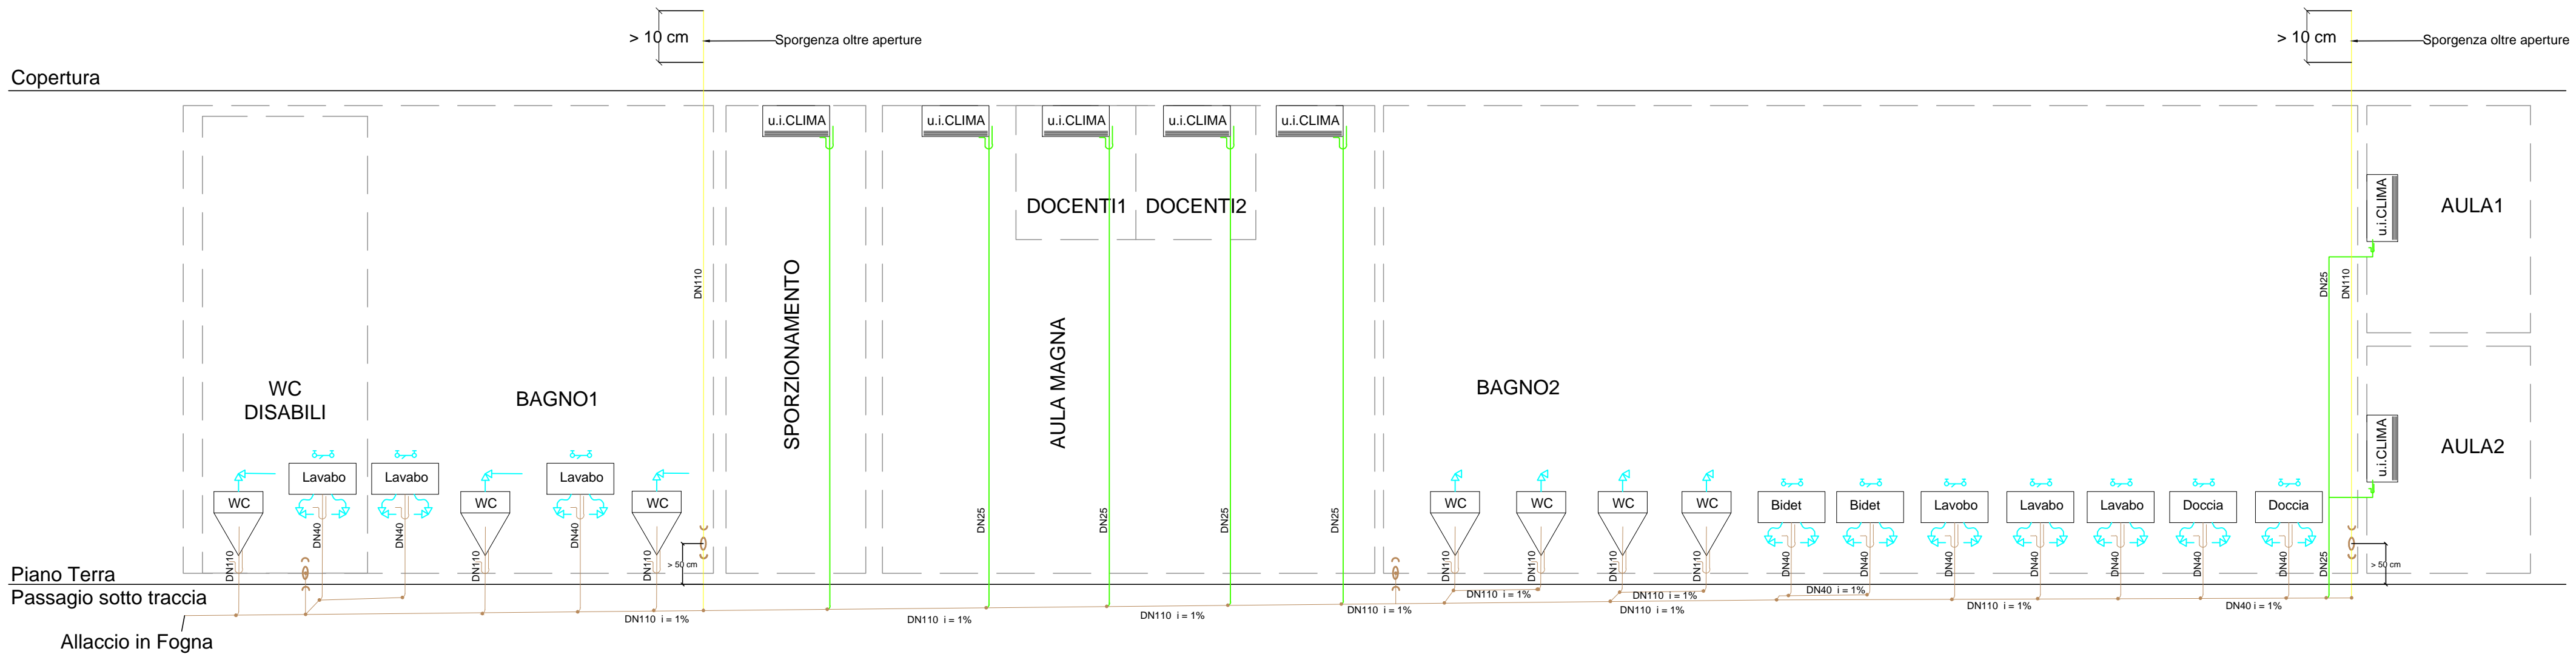 > 10 cm
Sporgenza oltre aperture
> 10 cm
Sporgenza oltre aperture
Copertura
u.i.CLIMA
u.i.CLIMA
u.i.CLIMA
u.i.CLIMA
u.i.CLIMA
DOCENTI1
DOCENTI2
u.i.CLIMA
AULA1
DN110
DN25
DN110
SPORZIONAMENTO
AULA MAGNA
WC
DISABILI
BAGNO1
BAGNO2
u.i.CLIMA
AULA2
WC
Lavabo
Lavabo
WC
Lavabo
WC
WC
WC
WC
WC
Bidet
Bidet
Lavobo
Lavabo
Lavabo
Doccia
Doccia
DN110
DN40
DN40
DN110
DN40
DN110
> 50 cm
DN25
DN25
DN25
DN25
DN110
DN110
DN110
DN110
DN40
DN40
DN40
DN40
DN40
DN40
DN40
DN25
> 50 cm
Piano Terra
Passagio sotto traccia
Allaccio in Fogna
DN110 i = 1%
DN110 i = 1%
DN110 i = 1%
DN110 i = 1%
DN110 i = 1%
DN110 i = 1%
DN110 i = 1%
DN40 i = 1%
DN110 i = 1%
DN40 i = 1%